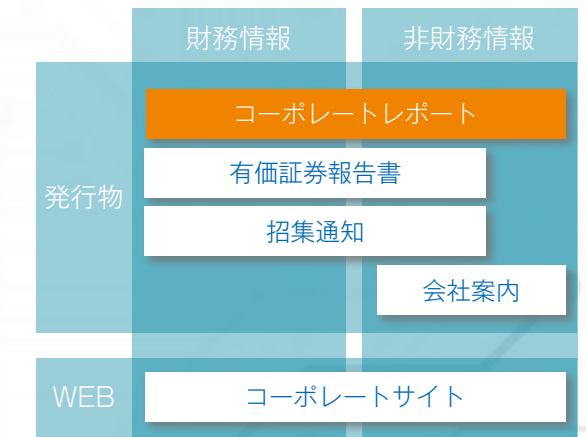 財務情報
非財務情報
発行物
コーポレートレポート
有価証券報告書
招集通知
会社案内
WEB
コーポレートサイト